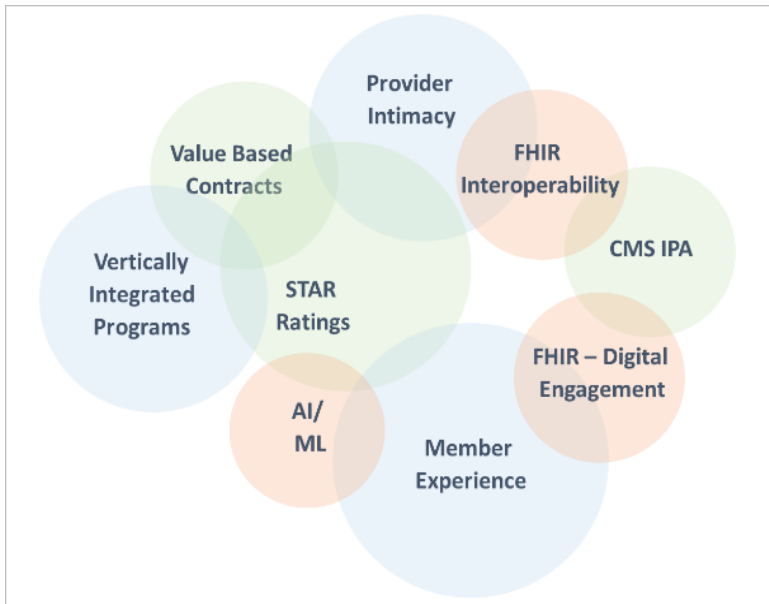 Provider
Intimacy
Value Based
Contracts
FHIR
Interoperability
CMS IPA
Vertically
Integrated
Programs
STAR
Ratings
FHIR – Digital
Engagement
AI/
ML
Member
Experience